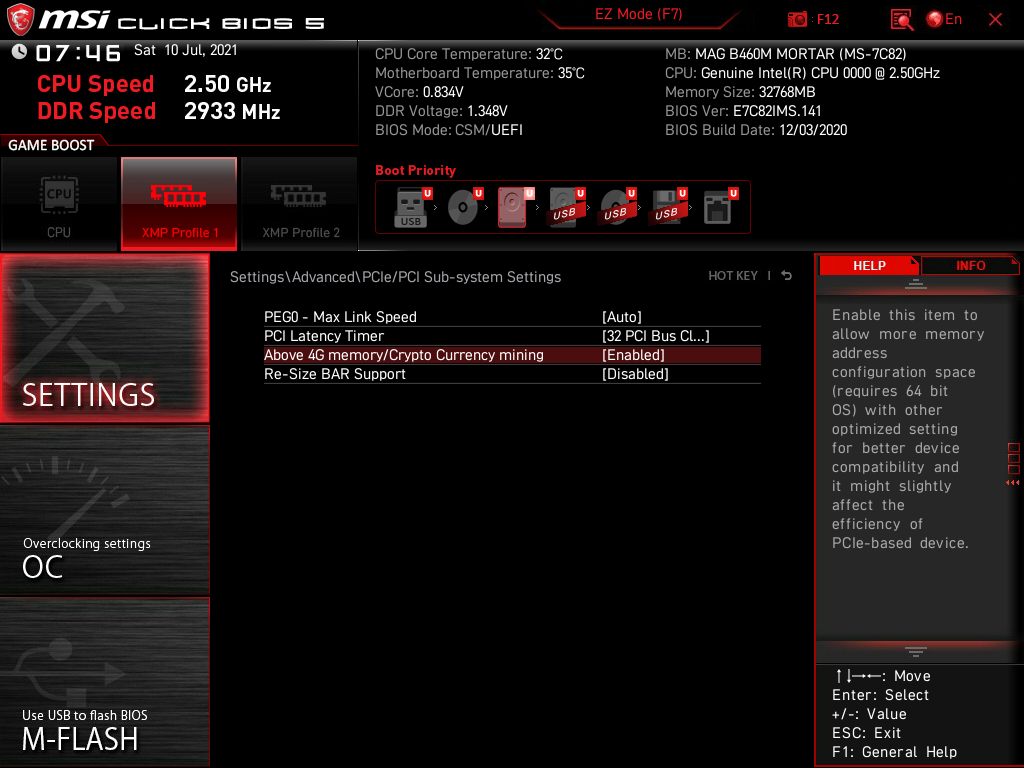 msi CLICK BIOS 5
EZ Mode (F7)
F12
En
07:46 Sat 10 Jul, 2021
CPU Speed 2.50 GHz
DDR Speed 2933 MHz
CPU Core Temperature: 32°C
Motherboard Temperature: 35°C
VCore: 0.834V
DDR Voltage: 1.348V
BIOS Mode: CSM/UEFI
MB: MAG B460M MORTAR (MS-7C82)
CPU: Genuine Intel(R) CPU 0000 @ 2.50GHz
Memory Size: 32768MB
BIOS Ver: E7C82IMS.141
BIOS Build Date: 12/03/2020
GAME BOOST
CPU
CPU
XMP Profile 1
XMP Profile 2
Boot Priority
U U U U U U U
USB USB USB USB
SETTINGS
Overclocking settings
OC
Use USB to flash BIOS
M-FLASH
Settings\Advanced\PCIe/PCI Sub-system Settings
HOT KEY
PEG0 - Max Link Speed [Auto]
PCI Latency Timer [32 PCI Bus Cl...]
Above 4G memory/Crypto Currency mining [Enabled]
Re-Size BAR Support [Disabled]
HELP
INFO
Enable this item to
allow more memory
address
configuration space
(requires 64 bit
OS) with other
optimized setting
for better device
compatibility and
it might slightly
affect the
efficiency of
PCIe-based device.
↑↓→←: Move
Enter: Select
+/-: Value
ESC: Exit
F1: General Help